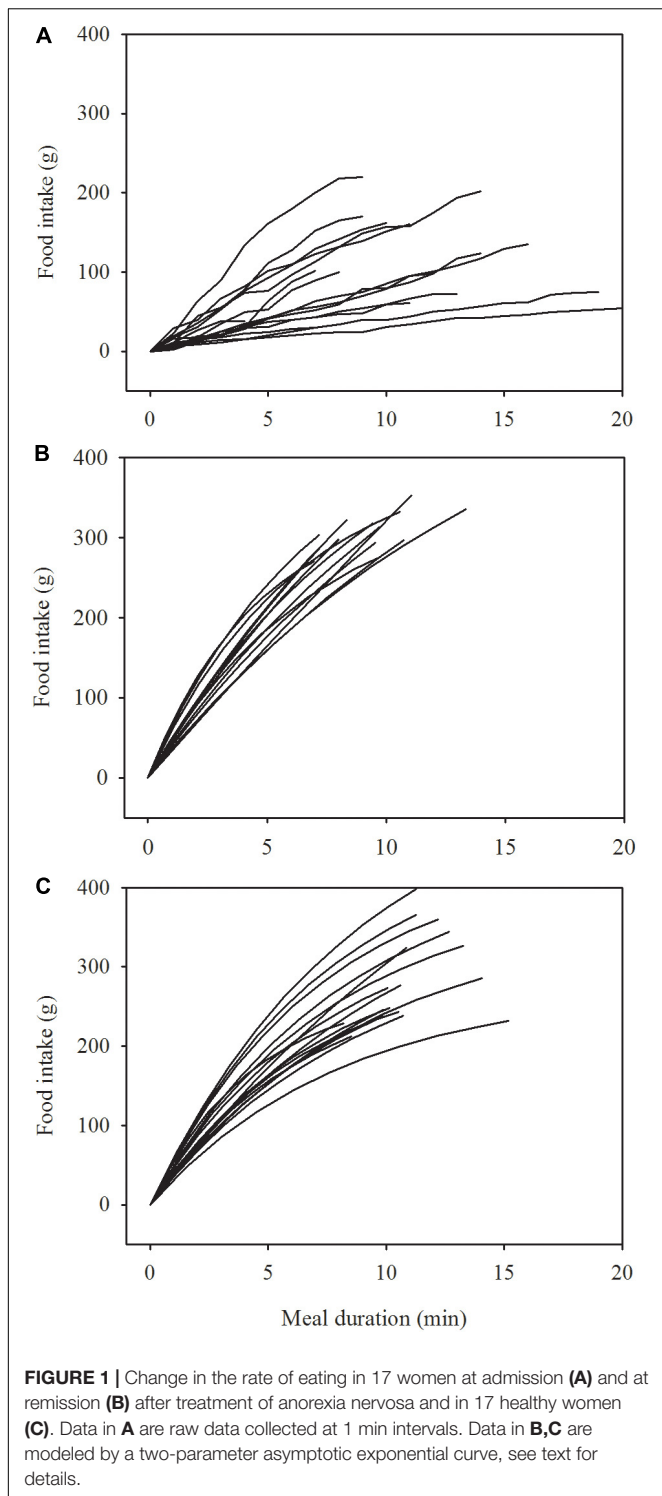 A
400
300
200
100
0
Food intake (g)
0 5 10 15 20
B
400
300
200
100
0
Food intake (g)
0 5 10 15 20
C
400
300
200
100
0
Food intake (g)
0 5 10 15 20
Meal duration (min)
FIGURE 1 | Change in the rate of eating in 17 women at admission (A) and at
remission (B) after treatment of anorexia nervosa and in 17 healthy women
(C). Data in A are raw data collected at 1 min intervals. Data in B,C are
modeled by a two-parameter asymptotic exponential curve, see text for
details.